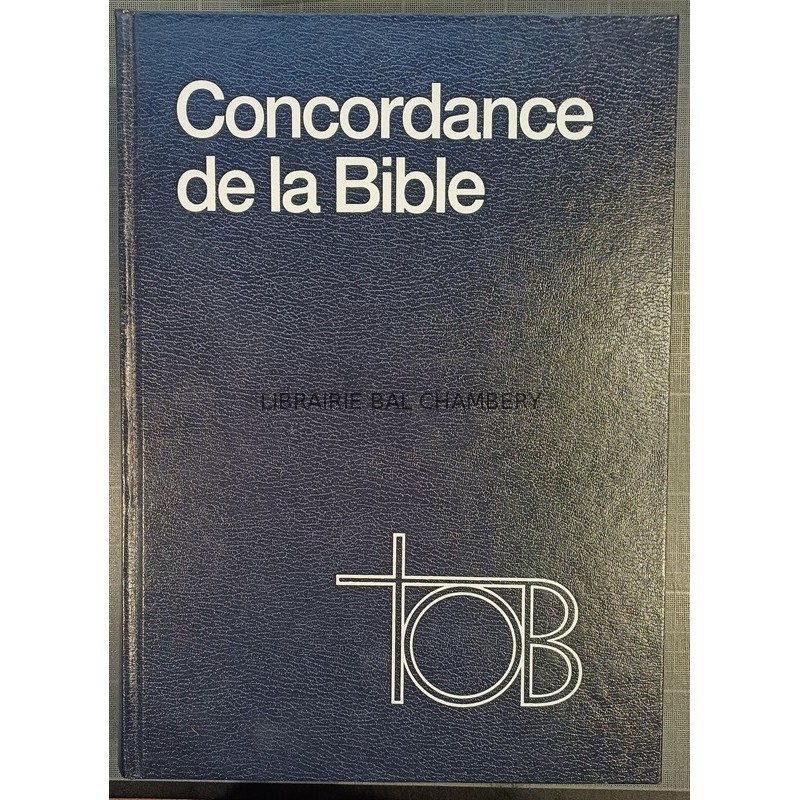 Concordance
de la Bible
LIBRAIRIE BAL CHAMBERY
TOB